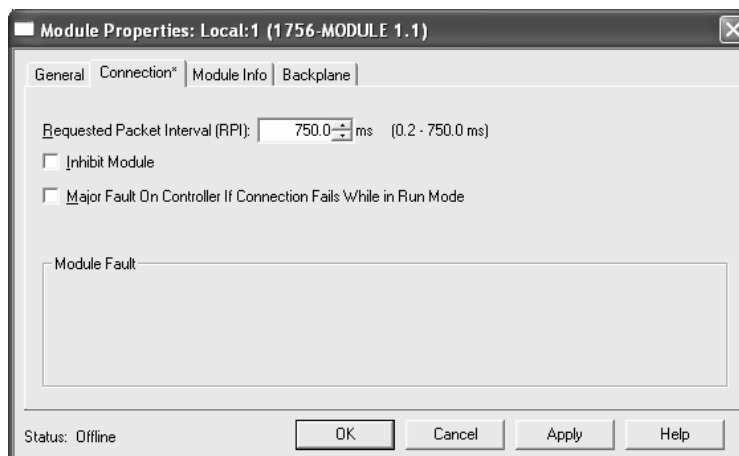 Module Properties: Local:1 (1756-MODULE 1.1)
General Connection* Module Info Backplane
Requested Packet Interval (RPI): 750.0 ms (0.2 - 750.0 ms)
Inhibit Module
Major Fault On Controller If Connection Fails While in Run Mode
Module Fault
Status: Offline OK Cancel Apply Help